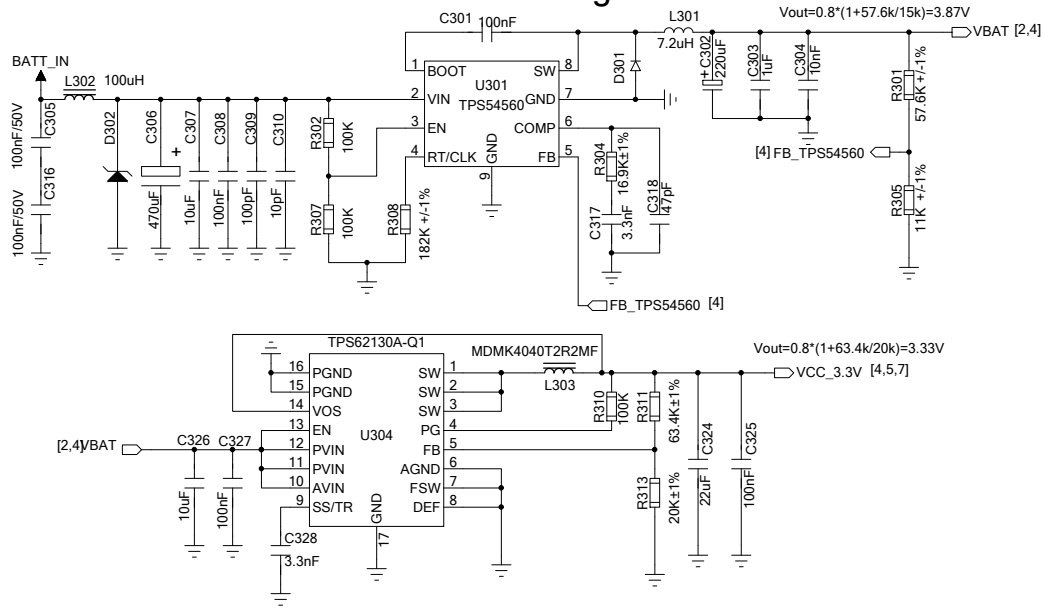 g
C301 100nF
L301
7.2uH
Vout=0.8*(1+57.6k/15k)=3.87V
VBAT [2,4]
BATT_IN
L302 100uH
1 BOOT
2 VIN
3 EN
4 RT/CLK
U301
TPS54560
SW 8
GND 7
COMP 6
FB 5
GND
9
D301
C302
220uF
+
C303
1uF
C304
10nF
R301
57.6K +/-1%
[4] FB_TPS54560
R305
11K +/-1%
C305
100nF/50V
C316
100nF/50V
D302
C306
+
470uF
C307
10uF
C308
100nF
C309
100pF
C310
10pF
R302
100K
R307
100K
R308
182K +/-1%
R304
16.9K±1%
C317
3.3nF
C318
47pF
FB_TPS54560 [4]
TPS62130A-Q1
16 PGND
15 PGND
14 VOS
13 EN
12 PVIN
11 PVIN
10 AVIN
9 SS/TR
U304
SW 1
SW 2
SW 3
PG 4
FB 5
AGND 6
FSW 7
DEF 8
GND
17
MDMK4040T2R2MF
L303
Vout=0.8*(1+63.4k/20k)=3.33V
VCC_3.3V [4,5,7]
[2,4]VBAT
C326
10uF
C327
100nF
C328
3.3nF
R310
100K
R311
63.4K±1%
R313
20K±1%
C324
22uF
C325
100nF